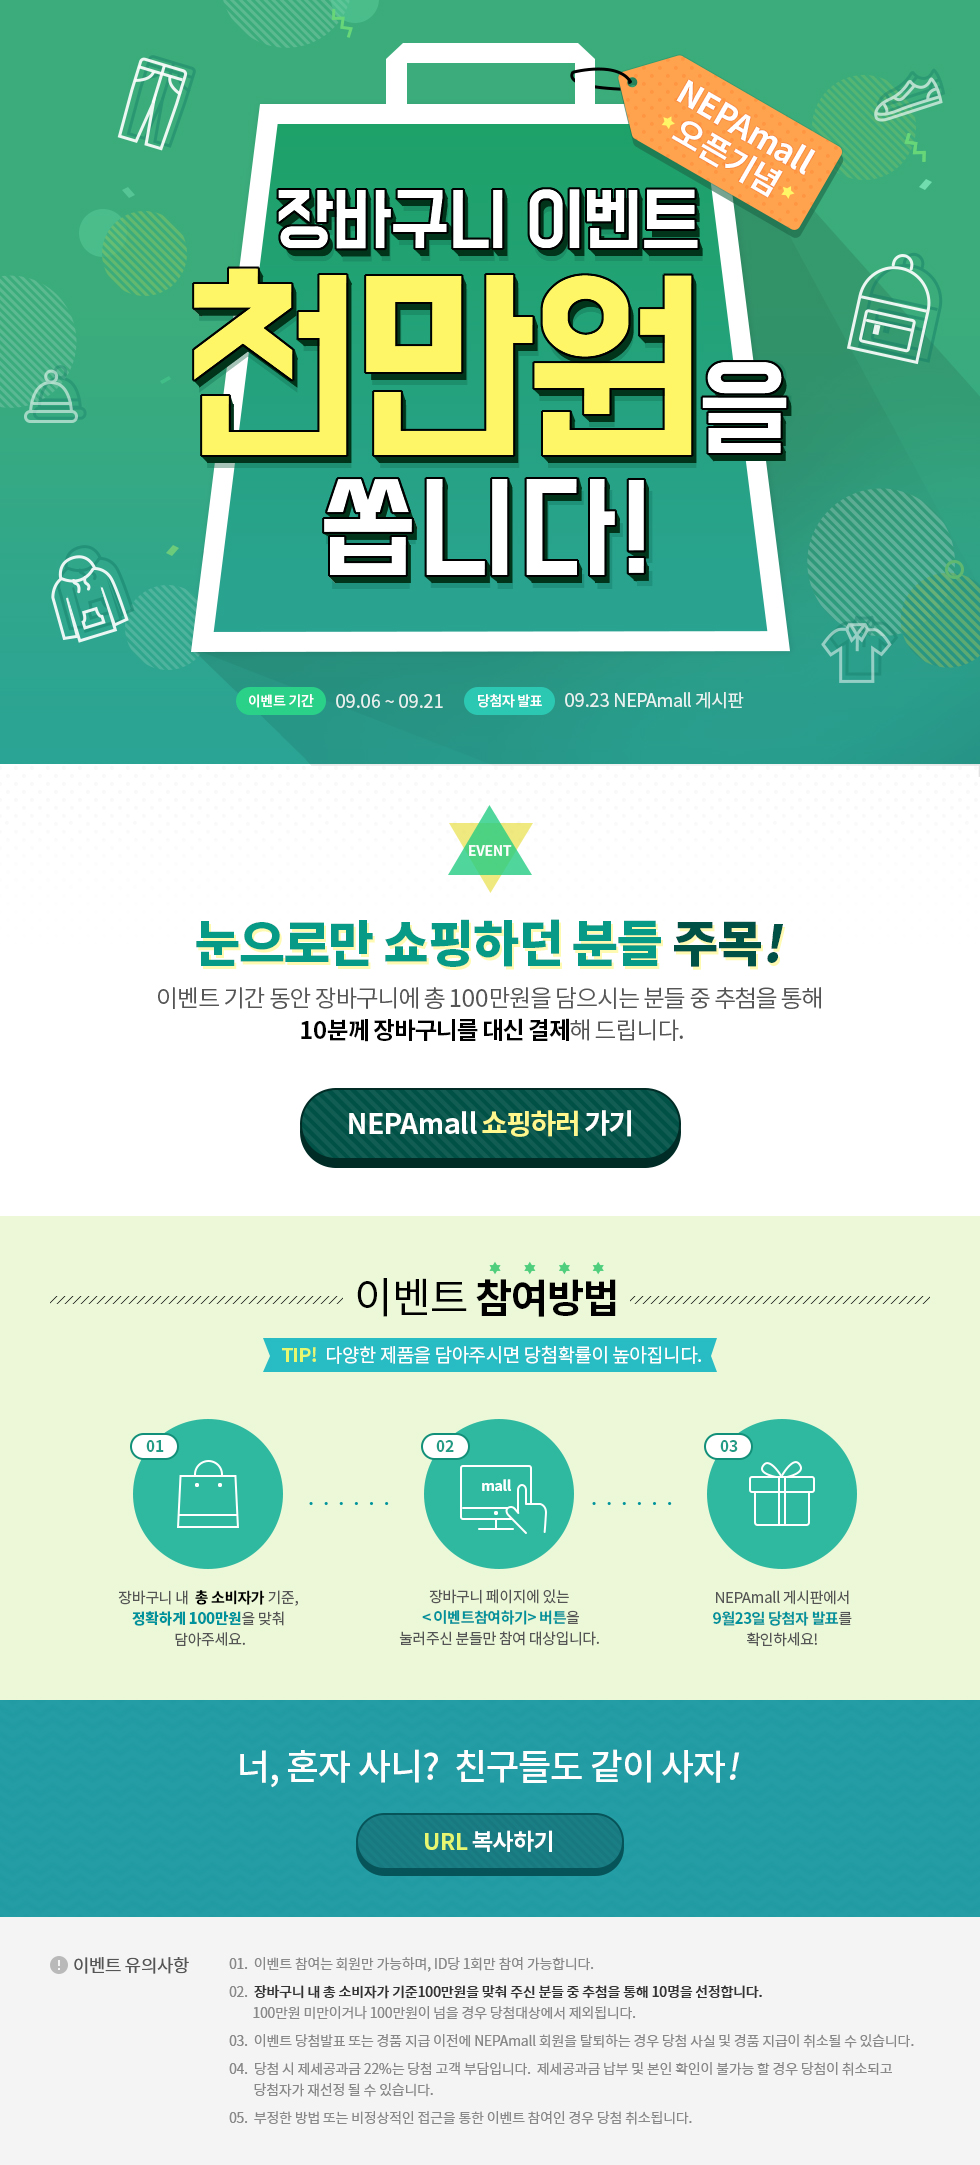 NEPAmall
오픈기념
장바구니 이벤트
천만원을
쏩니다!
이벤트 기간 09.06 ~ 09.21 당첨자 발표 09.23 NEPAmall 게시판
EVENT
눈으로만 쇼핑하던 분들 주목!
이벤트 기간 동안 장바구니에 총 100만원을 담으시는 분들 중 추첨을 통해
10분께 장바구니를 대신 결제해 드립니다.
NEPAmall 쇼핑하러 가기
이벤트 참여방법
TIP! 다양한 제품을 담아주시면 당첨확률이 높아집니다.
01
장바구니 내 총 소비자가 기준,
정확하게 100만원을 맞춰
담아주세요.
02
mall
장바구니 페이지에 있는
< 이벤트참여하기> 버튼을
눌러주신 분들만 참여 대상입니다.
03
NEPAmall 게시판에서
9월23일 당첨자 발표를
확인하세요!
너, 혼자 사니? 친구들도 같이 사자!
URL 복사하기
! 이벤트 유의사항
01. 이벤트 참여는 회원만 가능하며, ID당 1회만 참여 가능합니다.
02. 장바구니 내 총 소비자가 기준100만원을 맞춰 주신 분들 중 추첨을 통해 10명을 선정합니다.
100만원 미만이거나 100만원이 넘을 경우 당첨대상에서 제외됩니다.
03. 이벤트 당첨발표 또는 경품 지급 이전에 NEPAmall 회원을 탈퇴하는 경우 당첨 사실 및 경품 지급이 취소될 수 있습니다.
04. 당첨 시 제세공과금 22%는 당첨 고객 부담입니다. 제세공과금 납부 및 본인 확인이 불가능 할 경우 당첨이 취소되고
당첨자가 재선정 될 수 있습니다.
05. 부정한 방법 또는 비정상적인 접근을 통한 이벤트 참여인 경우 당첨 취소됩니다.